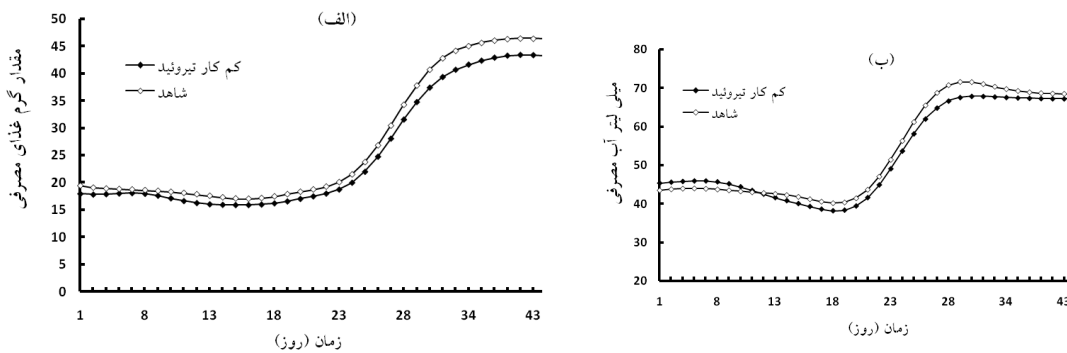 (الف)
مقدار گرم غذای مصرفی
50
45
40
35
30
25
20
15
10
5
0
کم کار تیروئید
شاهد
1 8 13 18 23 28 34 43
زمان (روز)
(ب)
میلی لیتر آب مصرفی
80
70
60
50
40
30
20
کم کار تیروئید
شاهد
1 8 13 18 23 28 34 43
زمان (روز)